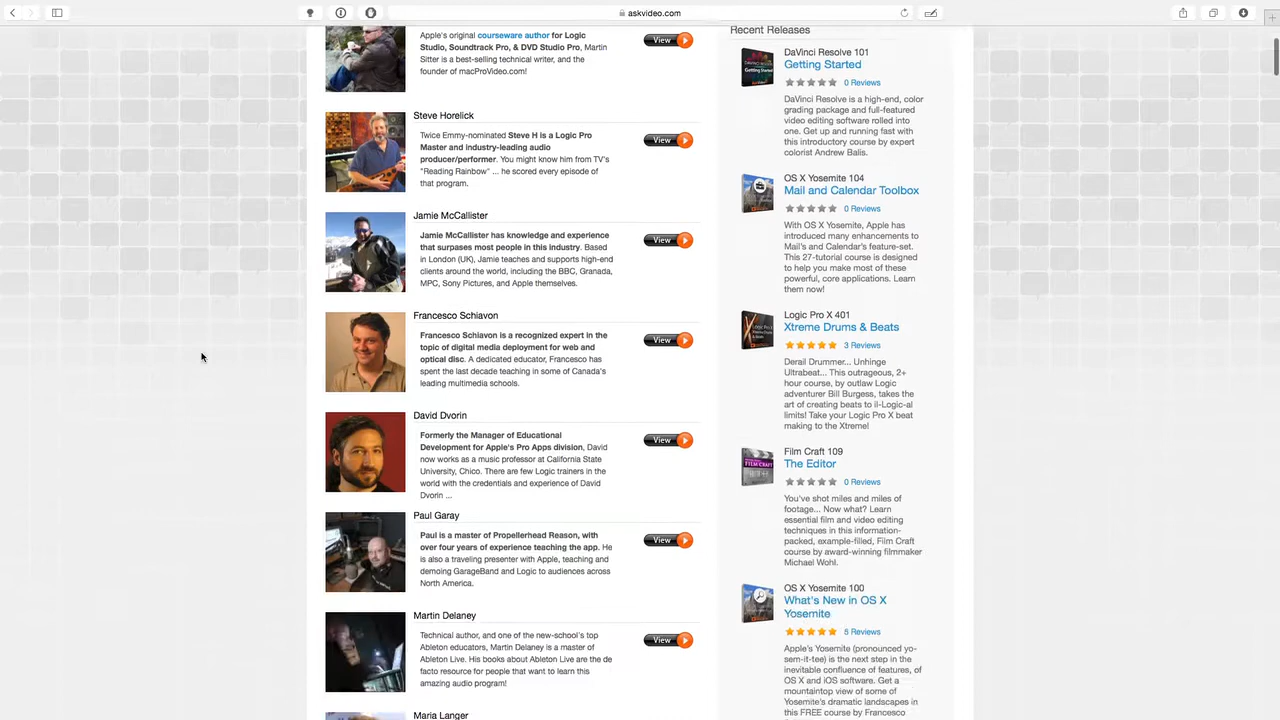 askvideo.com
Apple's original courseware author for Logic
Studio, Soundtrack Pro, & DVD Studio Pro, Martin
Sitter is a best-selling technical writer, and the
founder of macProVideo.com!
View
Steve Horelick
Twice Emmy-nominated Steve H is a Logic Pro
Master and industry-leading audio
producer/performer. You might know him from TV's
"Reading Rainbow" ... he scored every episode of
that program.
View
Jamie McCallister
Jamie McCallister has knowledge and experience
that surpases most people in this industry. Based
in London (UK), Jamie teaches and supports high-end
clients around the world, including the BBC, Granada,
MPC, Sony Pictures, and Apple themselves.
View
Francesco Schiavon
Francesco Schiavon is a recognized expert in the
topic of digital media deployment for web and
optical disc. A dedicated educator, Francesco has
spent the last decade teaching in some of Canada's
leading multimedia schools.
View
David Dvorin
Formerly the Manager of Educational
Development for Apple's Pro Apps division, David
now works as a music professor at California State
University, Chico. There are few Logic trainers in the
world with the credentials and experience of David
Dvorin ...
View
Paul Garay
Paul is a master of Propellerhead Reason, with
over four years of experience teaching the app. He
is also a traveling presenter with Apple, teaching and
demoing GarageBand and Logic to audiences across
North America.
View
Martin Delaney
Technical author, and one of the new-school's top
Ableton educators, Martin Delaney is a master of
Ableton Live. His books about Ableton Live are the de
facto resource for people that want to learn this
amazing audio program!
View
Maria Langer
Recent Releases
DaVinci Resolve 101
Getting Started
0 Reviews
DaVinci Resolve is a high-end, color
grading package and full-featured
video editing software rolled into
one. Get up and running fast with
this introductory course by expert
colorist Andrew Balis.
OS X Yosemite 104
Mail and Calendar Toolbox
0 Reviews
With OS X Yosemite, Apple has
introduced many enhancements to
Mail's and Calendar's feature-set.
This 27-tutorial course is designed
to help you make most of these
powerful, core applications. Learn
them now!
Logic Pro X 401
Xtreme Drums & Beats
3 Reviews
Derail Drummer... Unhinge
Ultrabeat... This outrageous, 2+
hour course, by outlaw Logic
adventurer Bill Burgess, takes the
art of creating beats to il-Logic-al
limits! Take your Logic Pro X beat
making to the Xtreme!
Film Craft 109
The Editor
0 Reviews
You've shot miles and miles of
footage... Now what? Learn
essential film and video editing
techniques in this information-
packed, example-filled, Film Craft
course by award-winning filmmaker
Michael Wohl.
OS X Yosemite 100
What's New in OS X
Yosemite
5 Reviews
Apple's Yosemite (pronounced yo-
sem-it-tee) is the next step in the
inevitable confluence of features, of
OS X and iOS software. Get a
mountaintop view of some of
Yosemite's dramatic landscapes in
this FREE course by Francesco